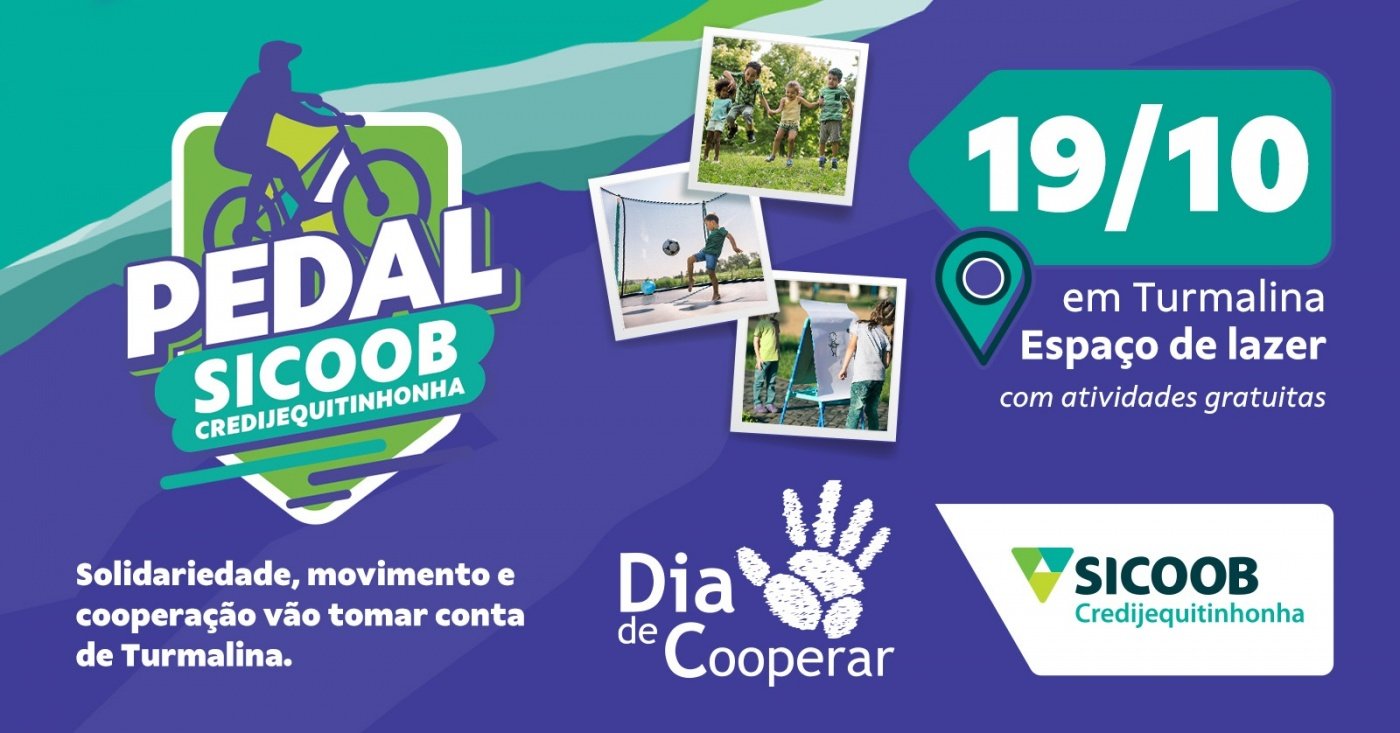 PEDAL
SICOOB
CREDIJEQUITINHONHA
Solidariedade, movimento e
cooperação vão tomar conta
de Turmalina.
Dia
de Cooperar
19/10
em Turmalina
Espaço de lazer
com atividades gratuitas
SICOOB
Credijequitinhonha